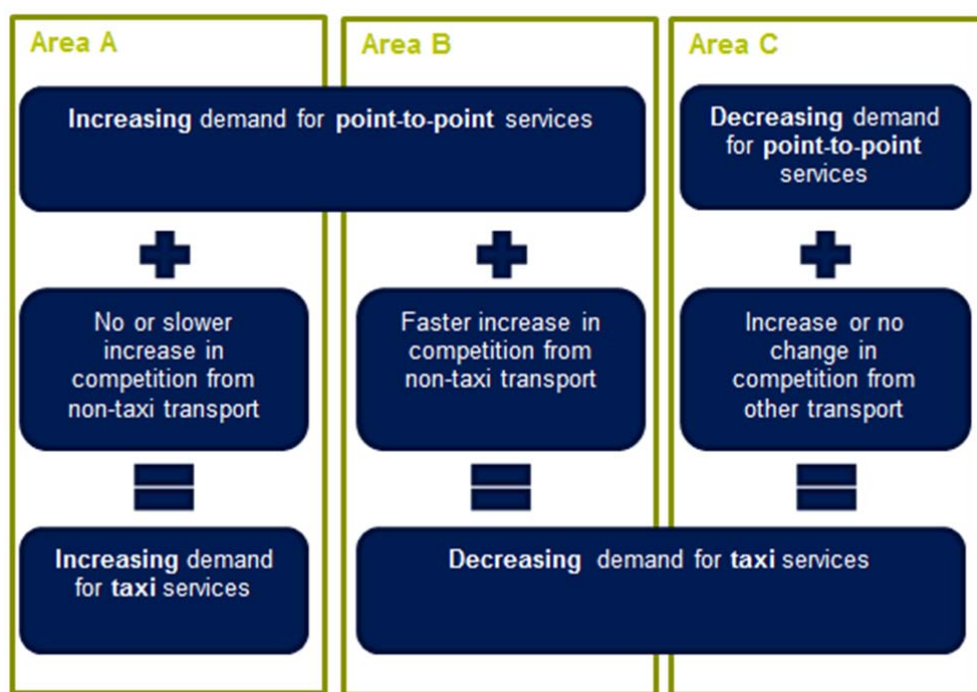 Area A
Area B
Area C
Increasing demand for point-to-point services
Decreasing demand
for point-to-point
services
No or slower
increase in
competition from
non-taxi transport
Faster increase in
competition from
non-taxi transport
Increase or no
change in
competition from
other transport
Increasing demand
for taxi services
Decreasing demand for taxi services